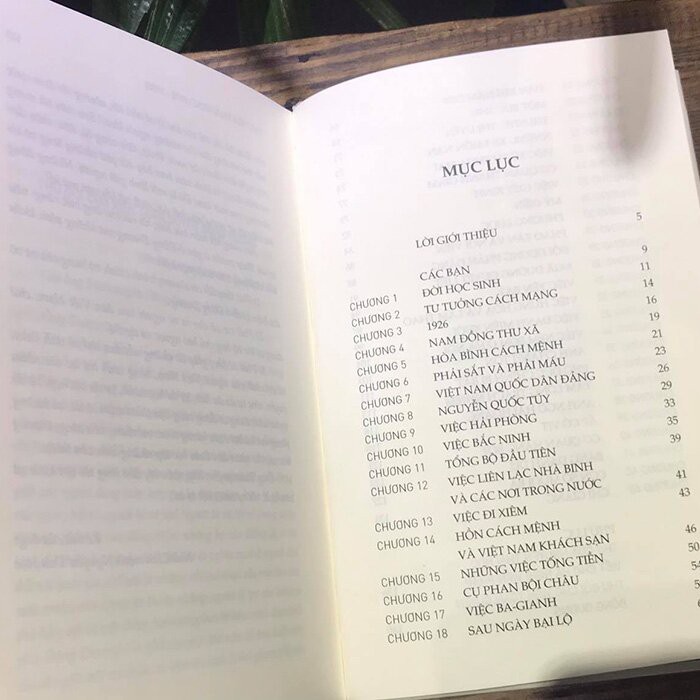 MỤC LỤC
LỜI GIỚI THIỆU 5
CÁC BẠN 9
CHƯƠNG 1 ĐỜI HỌC SINH 11
CHƯƠNG 2 TƯ TƯỞNG CÁCH MẠNG 14
CHƯƠNG 3 1926 16
CHƯƠNG 4 NAM ĐỒNG THƯ XÃ 19
CHƯƠNG 5 HÒA BÌNH CÁCH MỆNH 21
CHƯƠNG 6 PHÁI SẮT VÀ PHÁI MÁU 23
CHƯƠNG 7 VIỆT NAM QUỐC DÂN ĐẢNG 26
CHƯƠNG 8 NGUYỄN QUỐC TÚY 29
CHƯƠNG 9 VIỆC HẢI PHÒNG 33
CHƯƠNG 10 VIỆC BẮC NINH 35
CHƯƠNG 11 TỔNG BỘ ĐẦU TIÊN 39
CHƯƠNG 12 VIỆC LIÊN LẠC NHÀ BINH
VÀ CÁC NƠI TRONG NƯỚC 41
CHƯƠNG 13 VIỆC ĐI XIÊM 43
CHƯƠNG 14 HÔN CÁCH MỆNH
VÀ VIỆT NAM KHÁCH SẠN 46
CHƯƠNG 15 NHỮNG VIỆC TỐNG TIỀN 50
CHƯƠNG 16 CỤ PHAN BỘI CHÂU
CHƯƠNG 17 VIỆC BA-GIANH
CHƯƠNG 18 SAU NGÀY BẠI LỘ